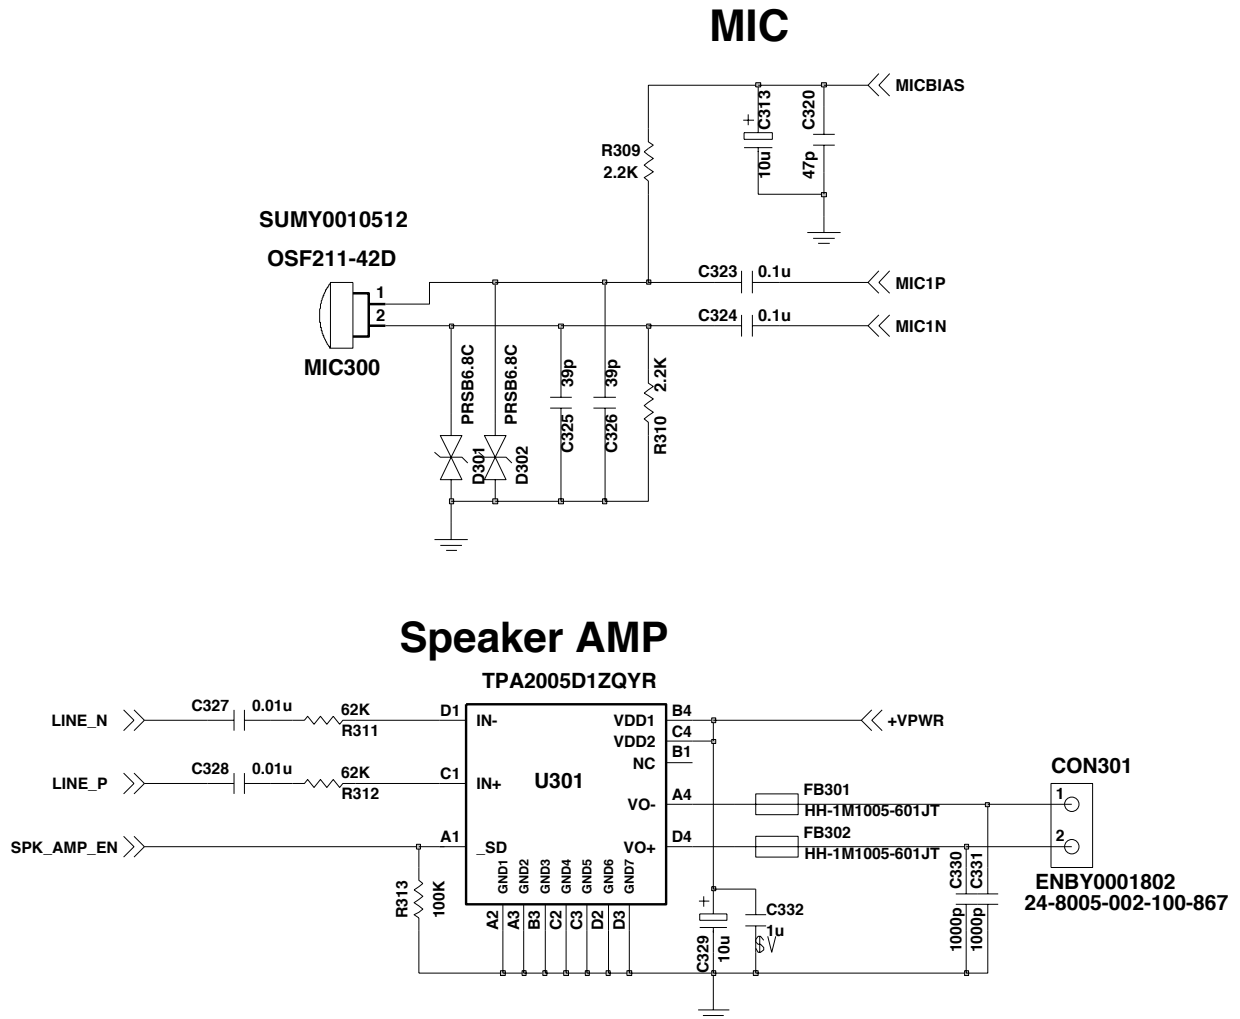 MIC
MICBIAS
C313
10u
+
C320
47p
R309
2.2K
SUMY0010512
OSF211-42D
1
2
MIC300
C323 0.1u
MIC1P
C324 0.1u
MIC1N
PRSB6.8C
D301
PRSB6.8C
D302
39p
C325
39p
C326
2.2K
R310
Speaker AMP
TPA2005D1ZQYR
LINE_N
C327 0.01u
62K
R311
D1
IN-
LINE_P
C328 0.01u
62K
R312
C1
IN+
SPK_AMP_EN
A1
_SD
R313
100K
U301
VDD1
B4
VDD2
C4
NC
B1
VO-
A4
VO+
D4
GND1
GND2
GND3
GND4
GND5
GND6
GND7
A2
A3
B3
C2
C3
D2
D3
+VPWR
FB301
HH-1M1005-601JT
FB302
HH-1M1005-601JT
CON301
1
2
ENBY0001802
24-8005-002-100-867
C330
1000p
C331
1000p
+
C329
10u
C332
1u